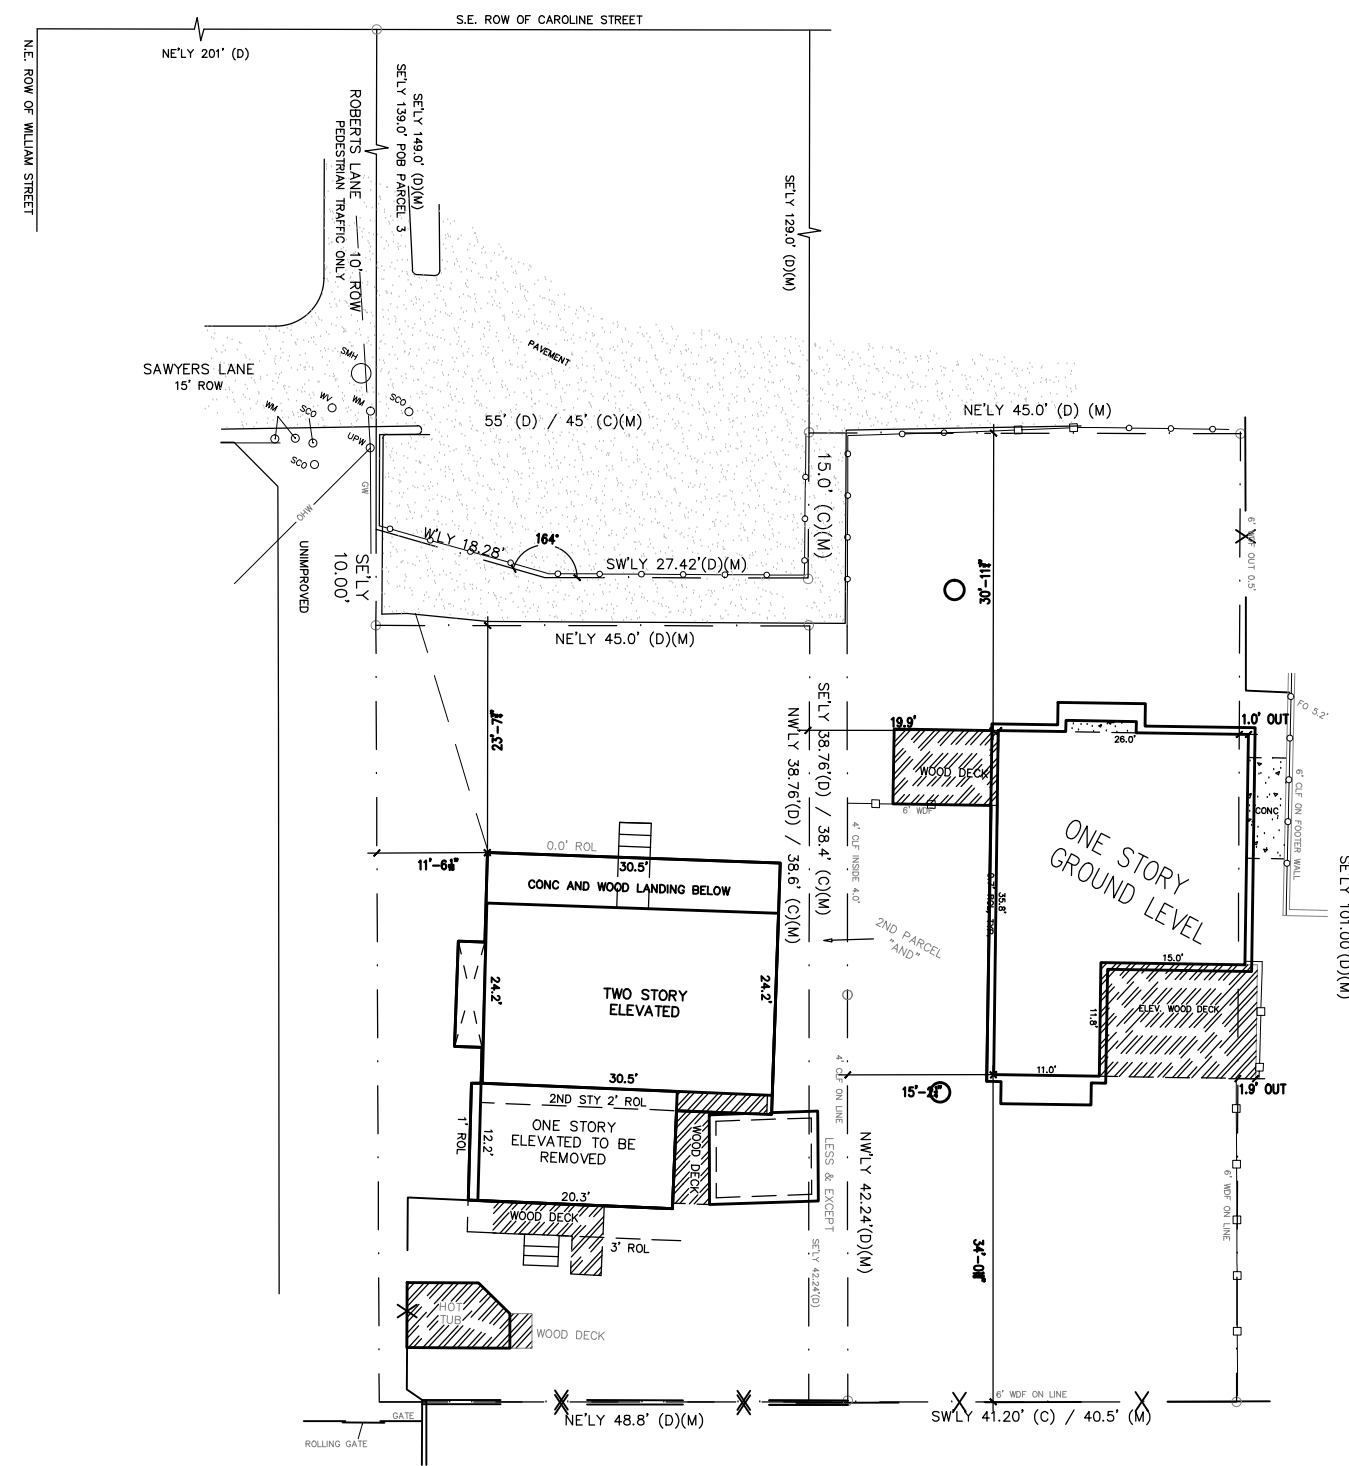 S.E. ROW OF CAROLINE STREET
NE'LY 201' (D)
N.E. ROW OF WILLIAM STREET
ROBERTS LANE 10' ROW
PEDESTRIAN TRAFFIC ONLY
SE'LY 149.0' (D)(M)
SE'LY 139.0' POB PARCEL 3
SE'LY 129.0' (D)(M)
PAVEMENT
SAWYERS LANE
15' ROW
SMH
WM
SCO
WV
WM
SCO
UPW
SCO
GW
OHW
UNIMPROVED
55' (D) / 45' (C)(M)
NE'LY 45.0' (D) (M)
15.0' (C)(M)
W'LY 18.28'
164°
SW'LY 27.42'(D)(M)
SE'LY
10.00'
NE'LY 45.0' (D)(M)
6' WDF OUT 0.5'
FO 5.2'
6' CLF ON FOOTER WALL
SE'LY 38.76'(D) / 38.4' (C)(M)
NW'LY 38.76'(D) / 38.6' (C)(M)
19.9'
1.0' OUT
26.0'
WOOD DECK
6' WDF
CONC
ONE STORY
GROUND LEVEL
35.8'
4' CLF INSIDE 4.0'
2ND PARCEL
"AND"
SE'LY 101.00'(D)(M)
0.0' ROL
30.5'
CONC AND WOOD LANDING BELOW
24.2'
TWO STORY
ELEVATED
24.2'
15.0'
ELEV. WOOD DECK
11.8'
11.0'
1.9' OUT
4' CLF ON LINE
30.5'
2ND STY 2' ROL
ONE STORY
ELEVATED TO BE
REMOVED
1' ROL
12.2'
WOOD DECK
20.3'
WOOD DECK
3' ROL
LESS & EXCEPT
SE'LY 42.24'(D)
NW'LY 42.24'(D)(M)
6' WDF ON LINE
HOT
TUB
WOOD DECK
6' WDF ON LINE
NE'LY 48.8' (D)(M)
SW'LY 41.20' (C) / 40.5' (M)
GATE
ROLLING GATE